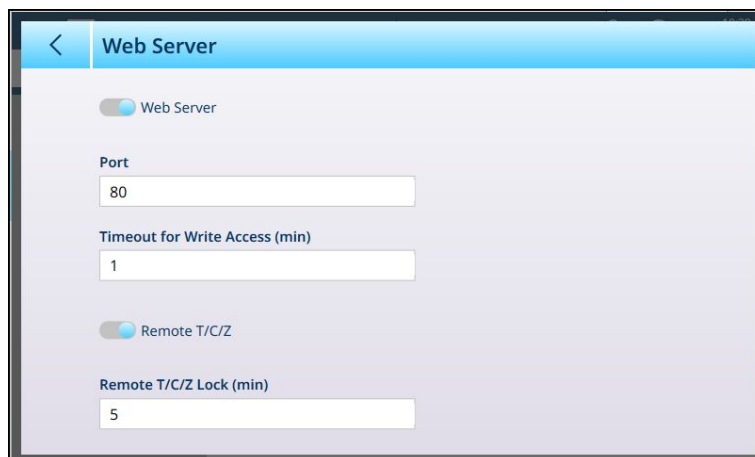 Web Server
Web Server
Port
80
Timeout for Write Access (min)
1
Remote T/C/Z
Remote T/C/Z Lock (min)
5